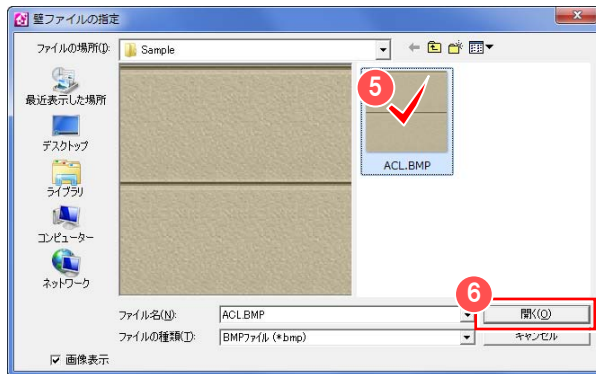 壁ファイルの指定
ファイルの場所(I):
Sample
最近表示した場所
デスクトップ
ライブラリ
コンピューター
ネットワーク
5
ACL.BMP
6
ファイル名(N):
ACL.BMP
開く(O)
ファイルの種類(T):
BMPファイル (*.bmp)
キャンセル
画像表示